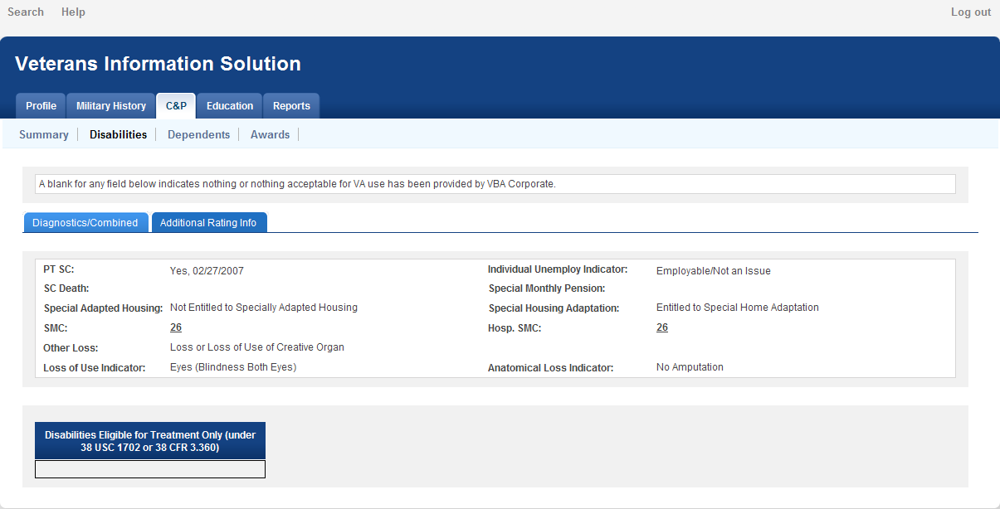 Search Help Log out
Veterans Information Solution
Profile Military History C&P Education Reports
Summary Disabilities Dependents Awards
A blank for any field below indicates nothing or nothing acceptable for VA use has been provided by VBA Corporate.
Diagnostics/Combined Additional Rating Info
PT SC: Yes, 02/27/2007 Individual Unemploy Indicator: Employable/Not an Issue
SC Death: Special Monthly Pension:
Special Adapted Housing: Not Entitled to Specially Adapted Housing Special Housing Adaptation: Entitled to Special Home Adaptation
SMC: 26 Hosp. SMC: 26
Other Loss: Loss or Loss of Use of Creative Organ
Loss of Use Indicator: Eyes (Blindness Both Eyes) Anatomical Loss Indicator: No Amputation
Disabilities Eligible for Treatment Only (under
38 USC 1702 or 38 CFR 3.360)